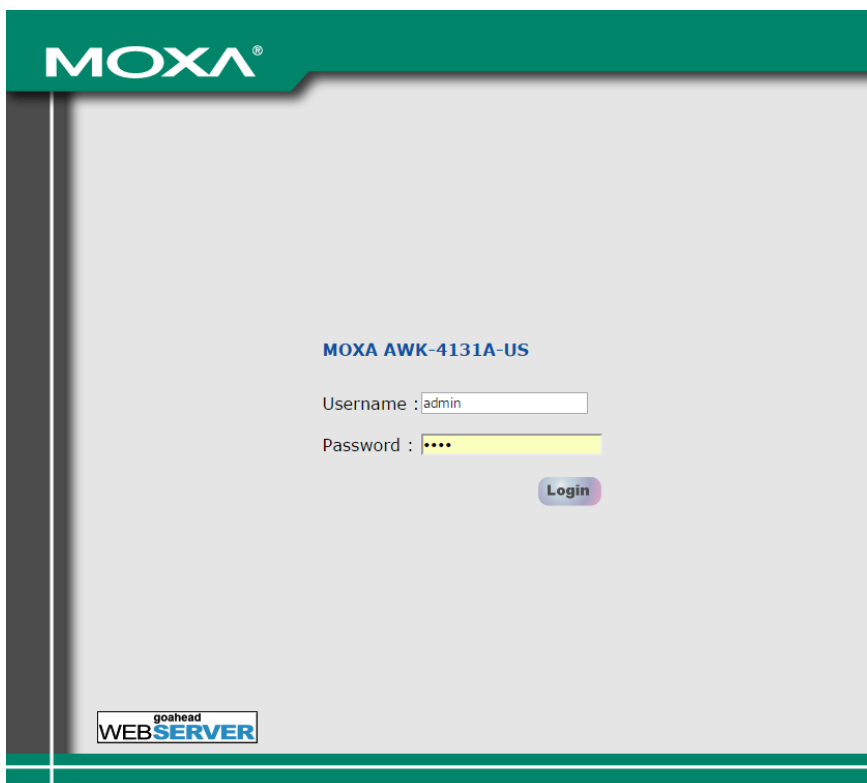 MOXA®
MOXA AWK-4131A-US
Username : admin
Password : ••••
Login
goahead
WEBSERVER